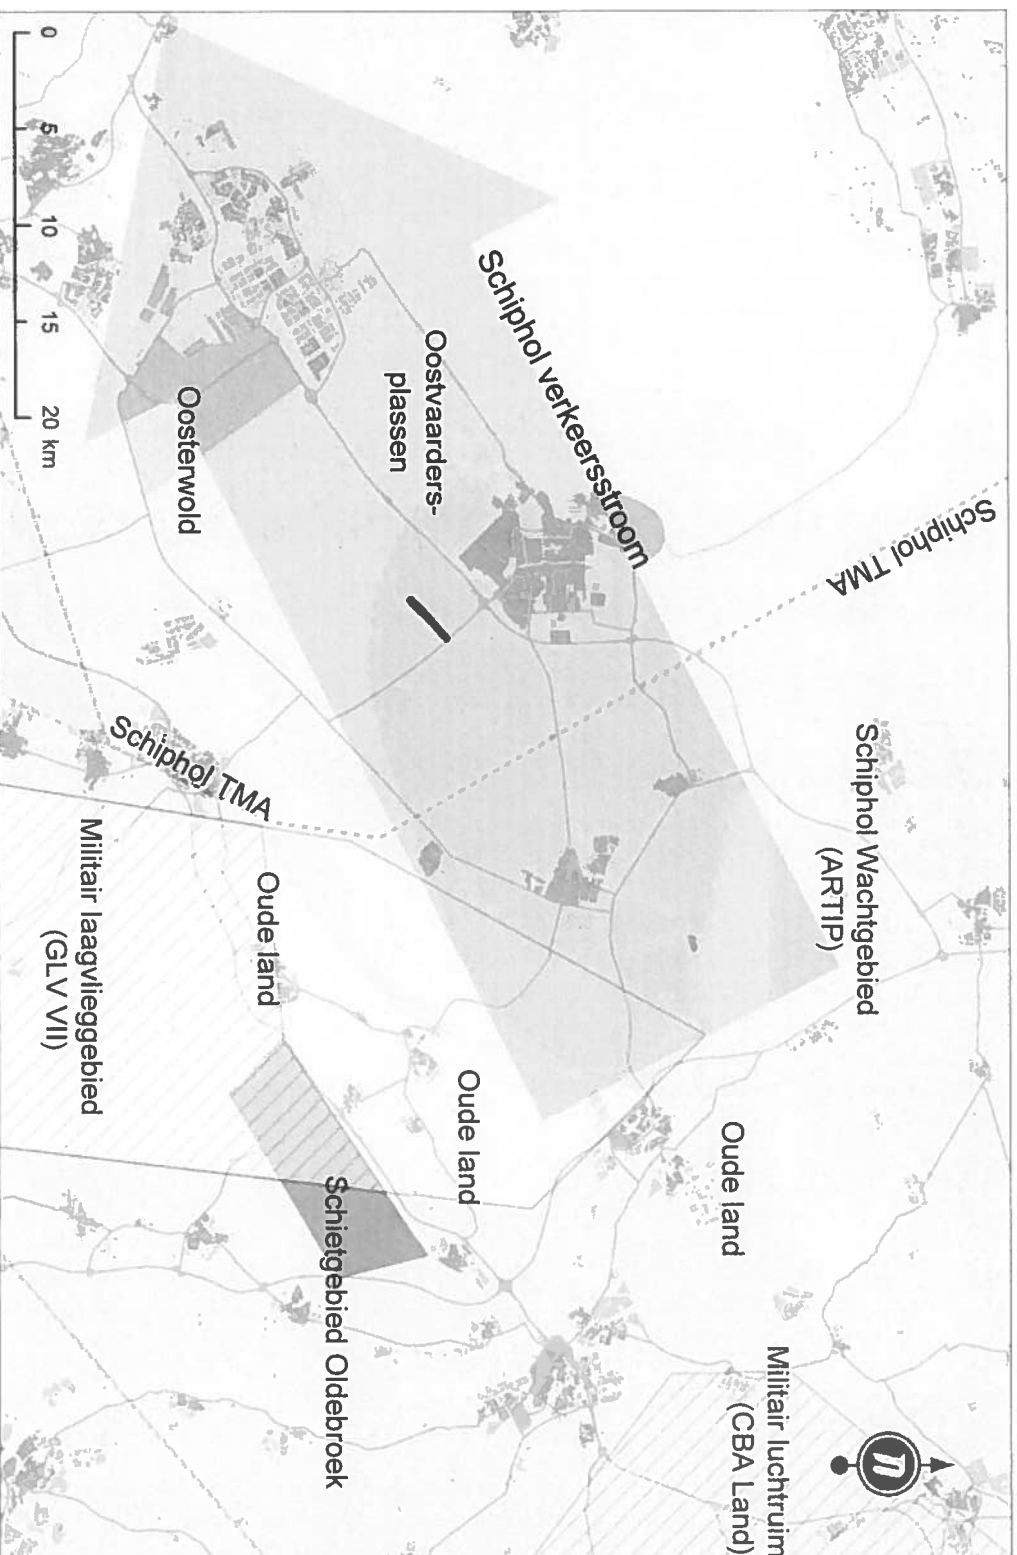 Schiphol TMA
n
Schiphol Wachtgebied
(ARTIP)
Militair luchtruim
(CBA Land)
Oude land
Schiphol verkeersstroom
Oude land
Oostvaarders-
plassen
Schietgebied Oldebroek
Oude land
Oosterwold
Schiphol TMA
Militair laagvlieggebied
(GLV VII)
0 5 10 15 20 km